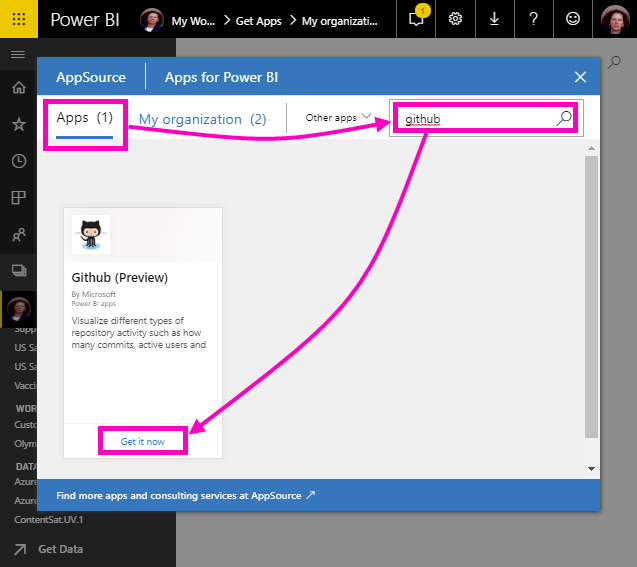 Power BI
My Wo...
Get Apps
My organizati...
1
?
AppSource
Apps for Power BI
Apps (1)
My organization (2)
Other apps
github
Github (Preview)
By Microsoft
Power BI apps
Visualize different types of
repository activity such as how
many commits, active users and
Get it now
Supp
US Sa
US Sa
Vaccin
WOR
Custo
Olym
DATA
Azure
Azure
ContentSat.UV.1
Find more apps and consulting services at AppSource
Get Data